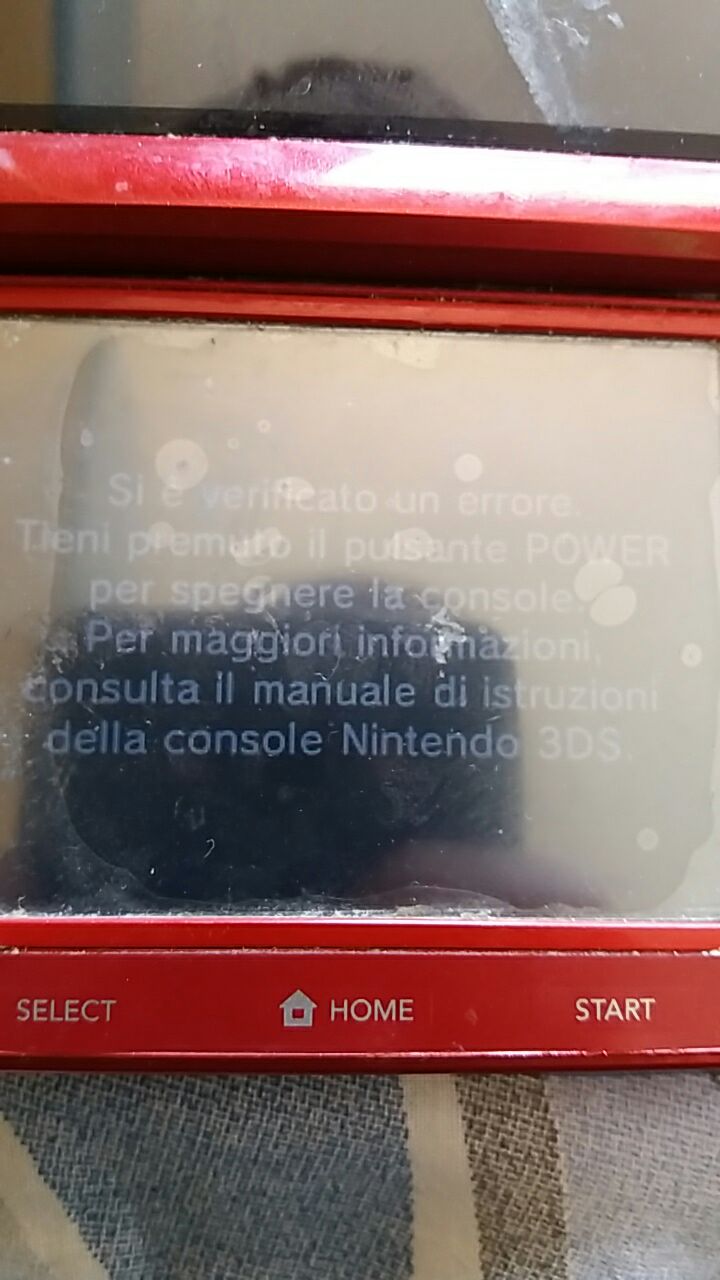 Si è verificato un errore.
Tieni premuto il pulsante POWER
per spegnere la console.
Per maggiori informazioni,
consulta il manuale di istruzioni
della console Nintendo 3DS.
SELECT HOME START